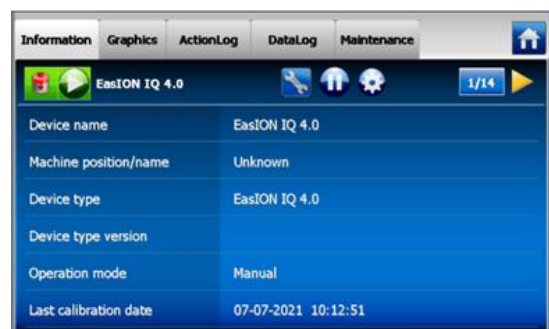 Information Graphics ActionLog DataLog Maintenance
EasION IQ 4.0 1/14
Device name EasION IQ 4.0
Machine position/name Unknown
Device type EasION IQ 4.0
Device type version
Operation mode Manual
Last calibration date 07-07-2021 10:12:51